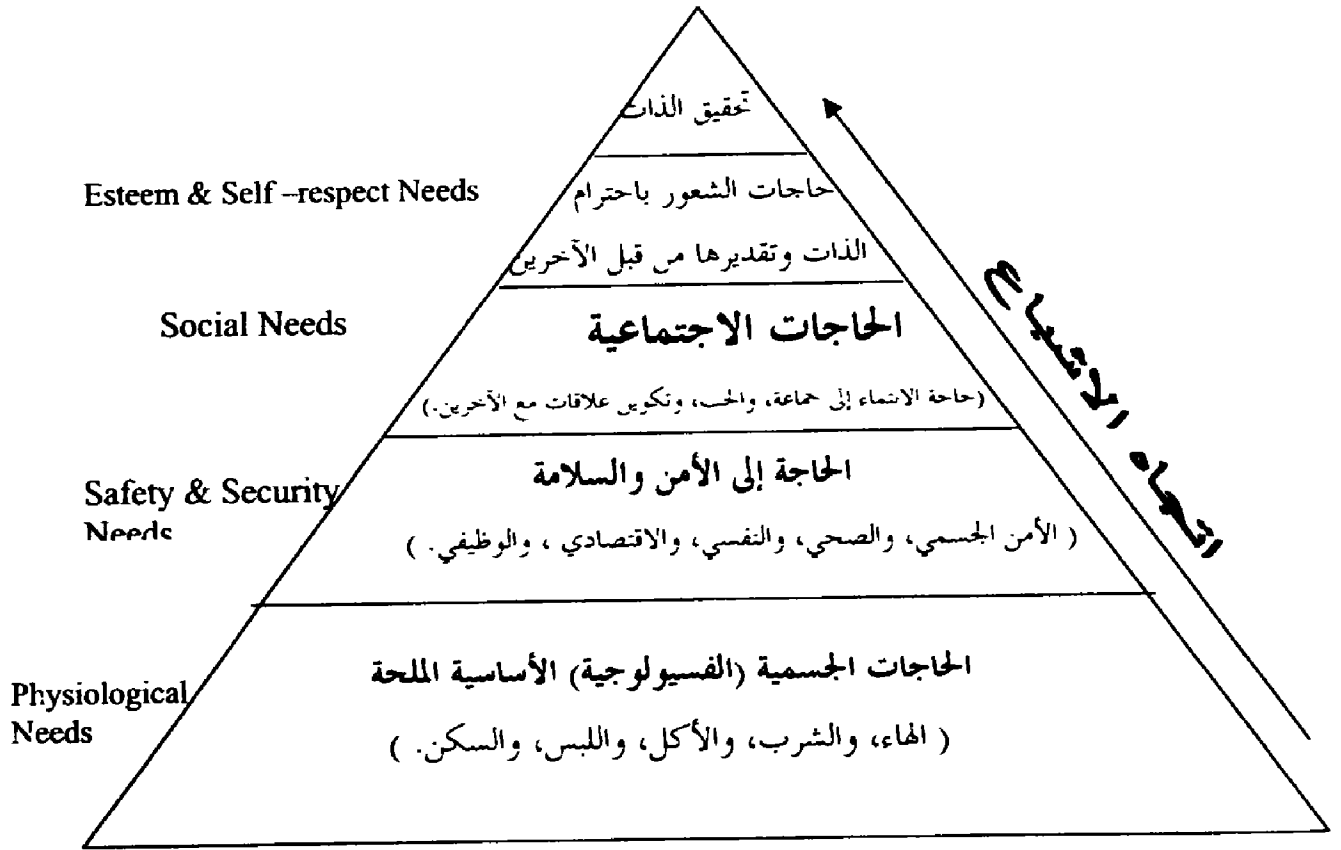 تحقيق الذات
Esteem & Self –respect Needs
حاجات الشعور باحترام
الذات وتقديرها من قبل الآخرين
Social Needs
الحاجات الاجتماعية
(حاجة الانتماء إلى جماعة، والحب، وتكوين علاقات مع الآخرين.)
Safety & Security
Needs
الحاجة إلى الأمن والسلامة
( الأمن الجسمي، والصحي، والنفسي، والاقتصادي ، والوظيفي. )
Physiological
Needs
الحاجات الجسمية (الفسيولوجية) الأساسية الملحة
( الهاء، والشرب، والأكل، واللبس، والسكن. )
اتجاه الاشباع